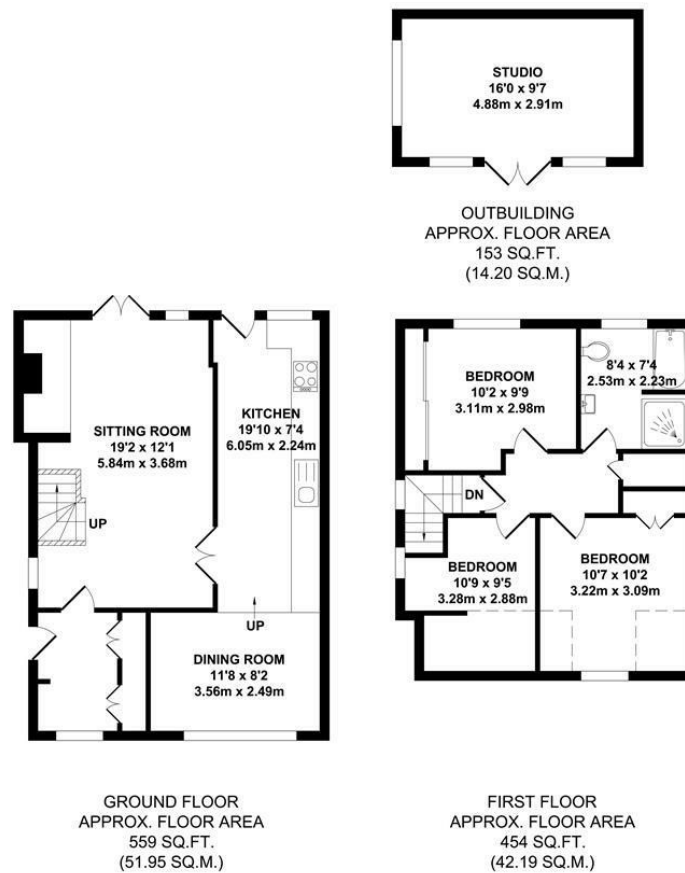 STUDIO
16'0 x 9'7
4.88m x 2.91m
OUTBUILDING
APPROX. FLOOR AREA
153 SQ.FT.
(14.20 SQ.M.)
SITTING ROOM
19'2 x 12'1
5.84m x 3.68m
UP
KITCHEN
19'10 x 7'4
6.05m x 2.24m
UP
DINING ROOM
11'8 x 8'2
3.56m x 2.49m
GROUND FLOOR
APPROX. FLOOR AREA
559 SQ.FT.
(51.95 SQ.M.)
BEDROOM
10'2 x 9'9
3.11m x 2.98m
8'4 x 7'4
2.53m x 2.23m
DN
BEDROOM
10'9 x 9'5
3.28m x 2.88m
BEDROOM
10'7 x 10'2
3.22m x 3.09m
FIRST FLOOR
APPROX. FLOOR AREA
454 SQ.FT.
(42.19 SQ.M.)